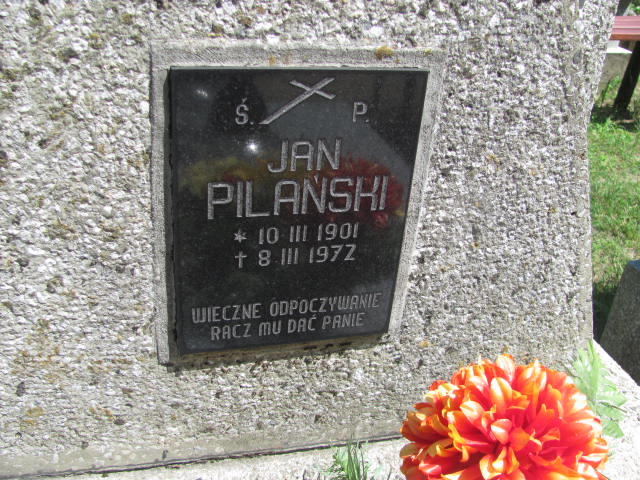 Ś. P.
JAN
PILAŃSKI
* 10 III 1901
† 8 III 1972
WIECZNE ODPOCZYWANIE
RACZ MU DAĆ PANIE